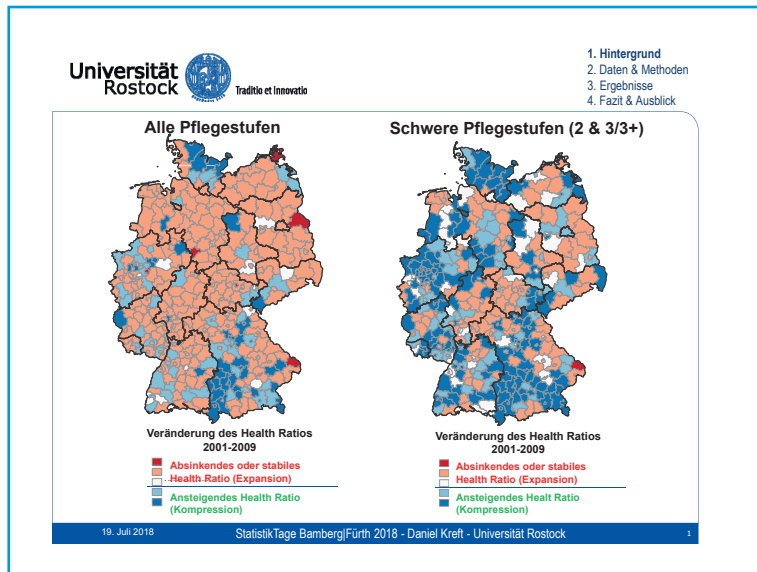 Universität
Rostock
Traditio et Innovatio
1. Hintergrund
2. Daten & Methoden
3. Ergebnisse
4. Fazit & Ausblick
Alle Pflegestufen
Schwere Pflegestufen (2 & 3/3+)
Veränderung des Health Ratios
2001-2009
Absinkendes oder stabiles
Health Ratio (Expansion)
Ansteigendes Health Ratio
(Kompression)
Veränderung des Health Ratios
2001-2009
Absinkendes oder stabiles
Health Ratio (Expansion)
Ansteigendes Healt Ratio
(Kompression)
19. Juli 2018
StatistikTage Bamberg|Fürth 2018 - Daniel Kreft - Universität Rostock
1